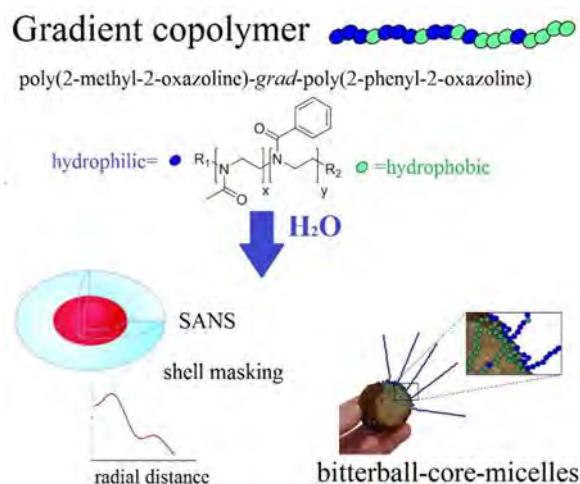 Gradient copolymer
poly(2-methyl-2-oxazoline)-grad-poly(2-phenyl-2-oxazoline)
O
hydrophilic=
R1
N
x
N
y
R2
=hydrophobic
O
H2O
SANS
shell masking
radial distance
bitterball-core-micelles